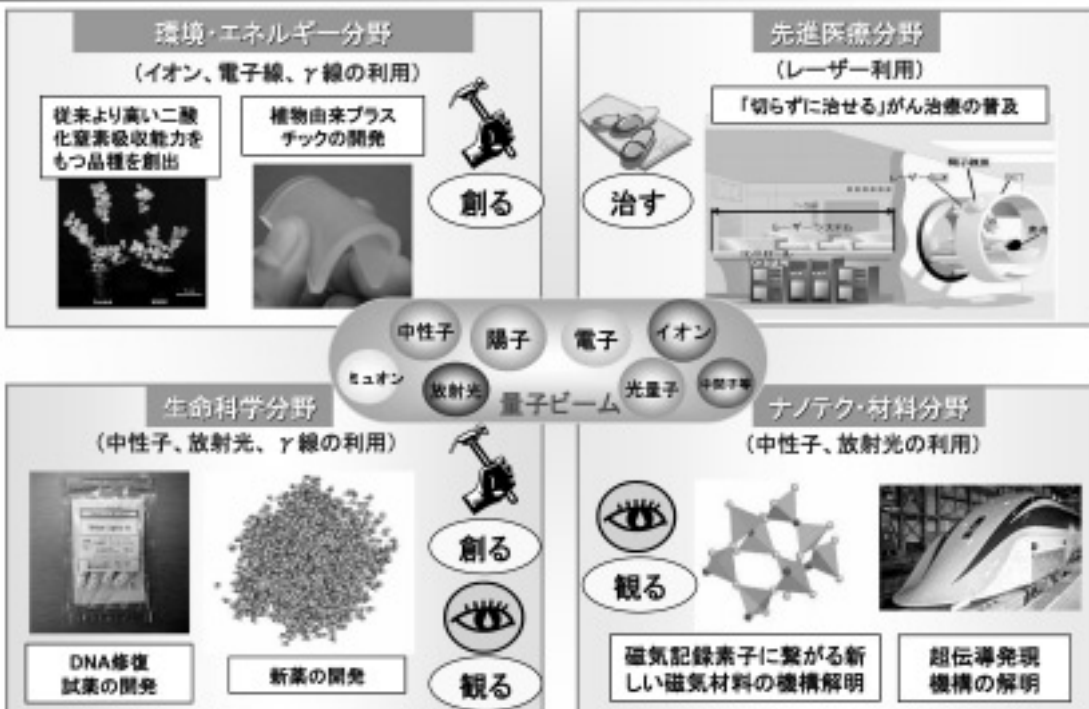 環境・エネルギー分野
(イオン、電子線、γ線の利用)
従来より高い二酸
化窒素吸収能力を
もつ品種を創出
植物由来プラス
チックの開発
創る
先進医療分野
(レーザー利用)
「切らずに治せる」がん治療の普及
治す
レーザーシステム
中性子
陽子
電子
イオン
ミュオン
放射光
量子ビーム
光量子
中間子等
生命科学分野
(中性子、放射光、γ線の利用)
創る
観る
DNA修復
試薬の開発
新薬の開発
ナノテク・材料分野
(中性子、放射光の利用)
観る
磁気記録素子に繋がる新
しい磁気材料の機構解明
超伝導発現
機構の解明